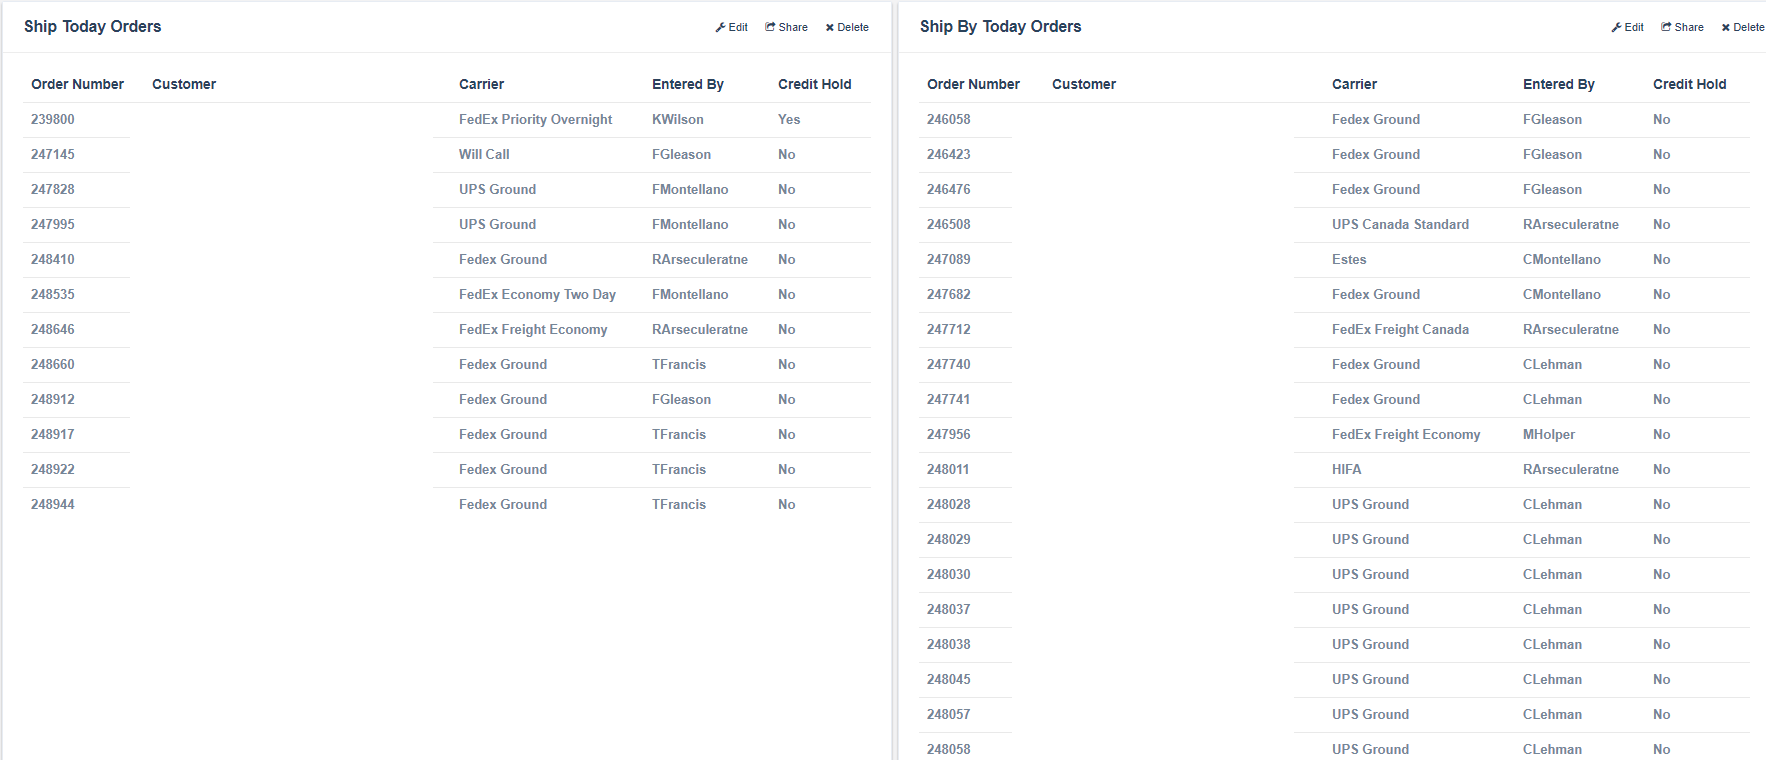 Ship Today Orders
Edit Share Delete
Order Number Customer Carrier Entered By Credit Hold
239800 FedEx Priority Overnight KWilson Yes
247145 Will Call FGleason No
247828 UPS Ground FMontellano No
247995 UPS Ground FMontellano No
248410 Fedex Ground RArseculeratne No
248535 FedEx Economy Two Day FMontellano No
248646 FedEx Freight Economy RArseculeratne No
248660 Fedex Ground TFrancis No
248912 Fedex Ground FGleason No
248917 Fedex Ground TFrancis No
248922 Fedex Ground TFrancis No
248944 Fedex Ground TFrancis No
Ship By Today Orders
Edit Share Delete
Order Number Customer Carrier Entered By Credit Hold
246058 Fedex Ground FGleason No
246423 Fedex Ground FGleason No
246476 Fedex Ground FGleason No
246508 UPS Canada Standard RArseculeratne No
247089 Estes CMontellano No
247682 Fedex Ground CMontellano No
247712 FedEx Freight Canada RArseculeratne No
247740 Fedex Ground CLehman No
247741 Fedex Ground CLehman No
247956 FedEx Freight Economy MHolper No
248011 HIFA RArseculeratne No
248028 UPS Ground CLehman No
248029 UPS Ground CLehman No
248030 UPS Ground CLehman No
248037 UPS Ground CLehman No
248038 UPS Ground CLehman No
248045 UPS Ground CLehman No
248057 UPS Ground CLehman No
248058 UPS Ground CLehman No